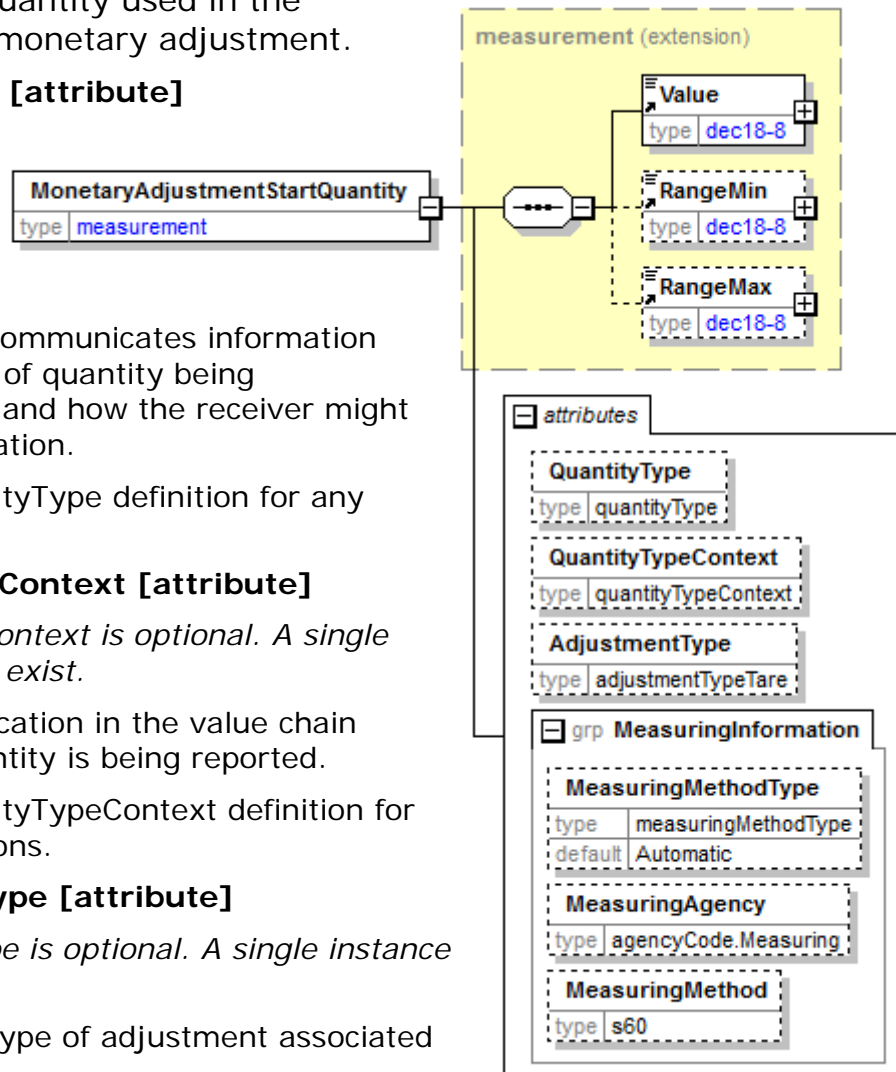 uantity used in the
monetary adjustment.
[attribute]
ommunicates information
of quantity being
and how the receiver might
ation.
tyType definition for any
Context [attribute]
ontext is optional. A single
exist.
cation in the value chain
ntity is being reported.
tyTypeContext definition for
ons.
ype [attribute]
e is optional. A single instance
ype of adjustment associated
MonetaryAdjustmentStartQuantity
type measurement
measurement (extension)
Value
type dec18-8
RangeMin
type dec18-8
RangeMax
type dec18-8
attributes
QuantityType
type quantityType
QuantityTypeContext
type quantityTypeContext
AdjustmentType
type adjustmentTypeTare
grp MeasuringInformation
MeasuringMethodType
type measuringMethodType
default Automatic
MeasuringAgency
type agencyCode.Measuring
MeasuringMethod
type s60